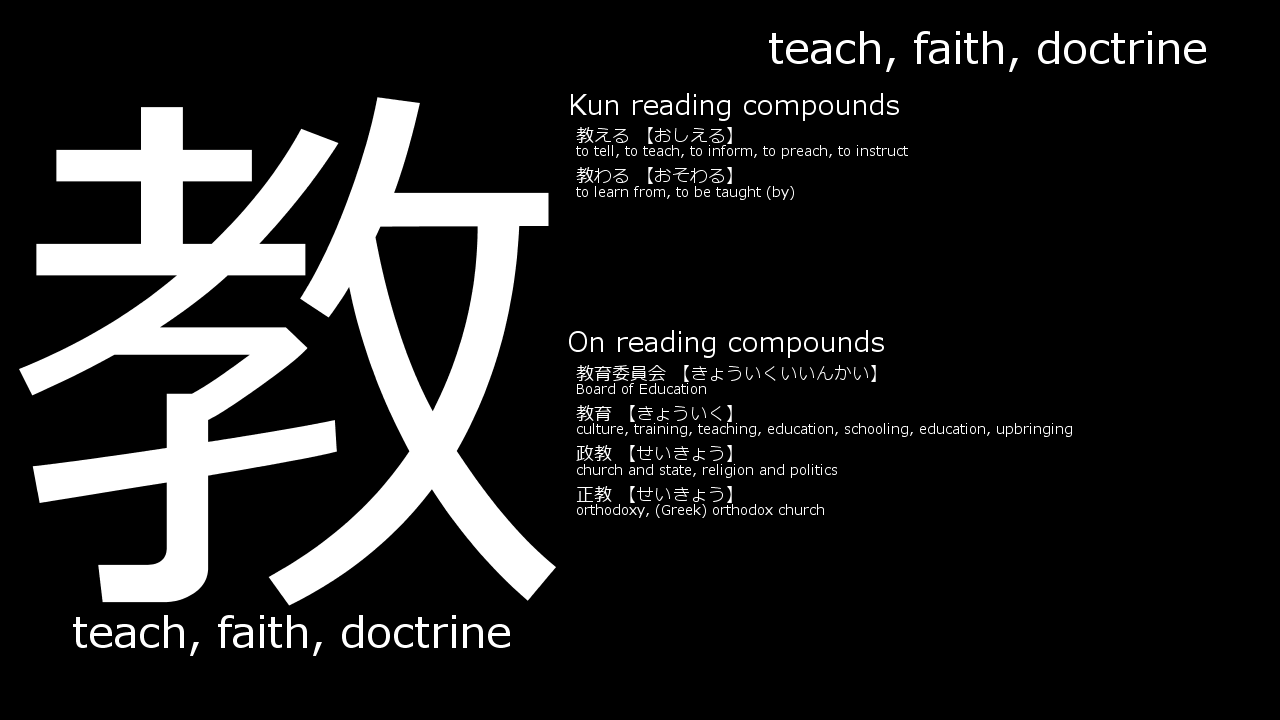 teach, faith, doctrine
教
Kun reading compounds
教える 【おしえる】
to tell, to teach, to inform, to preach, to instruct
教わる 【おそわる】
to learn from, to be taught (by)
On reading compounds
教育委員会 【きょういくいいんかい】
Board of Education
教育 【きょういく】
culture, training, teaching, education, schooling, education, upbringing
政教 【せいきょう】
church and state, religion and politics
正教 【せいきょう】
orthodoxy, (Greek) orthodox church
teach, faith, doctrine